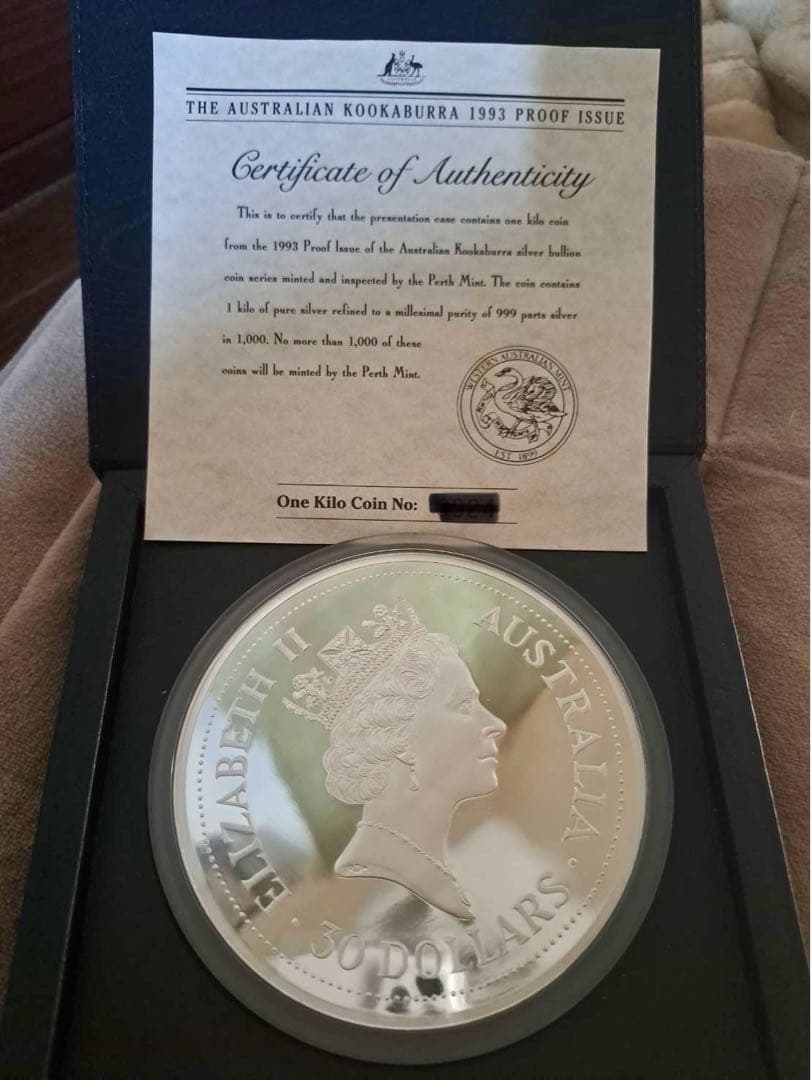 AUSTRALIA
THE AUSTRALIAN KOOKABURRA 1993 PROOF ISSUE
Certificate of Authenticity
This is to certify that the presentation case contains one kilo coin
from the 1993 Proof Issue of the Australian Kookaburra silver bullion
coin series minted and inspected by the Perth Mint. The coin contains
1 kilo of pure silver refined to a millesimal purity of 999 parts silver
in 1,000. No more than 1,000 of these
coins will be minted by the Perth Mint.
WESTERN AUSTRALIAN MINT
EST 1899
One Kilo Coin No:
ELIZABETH II
AUSTRALIA
30 DOLLARS